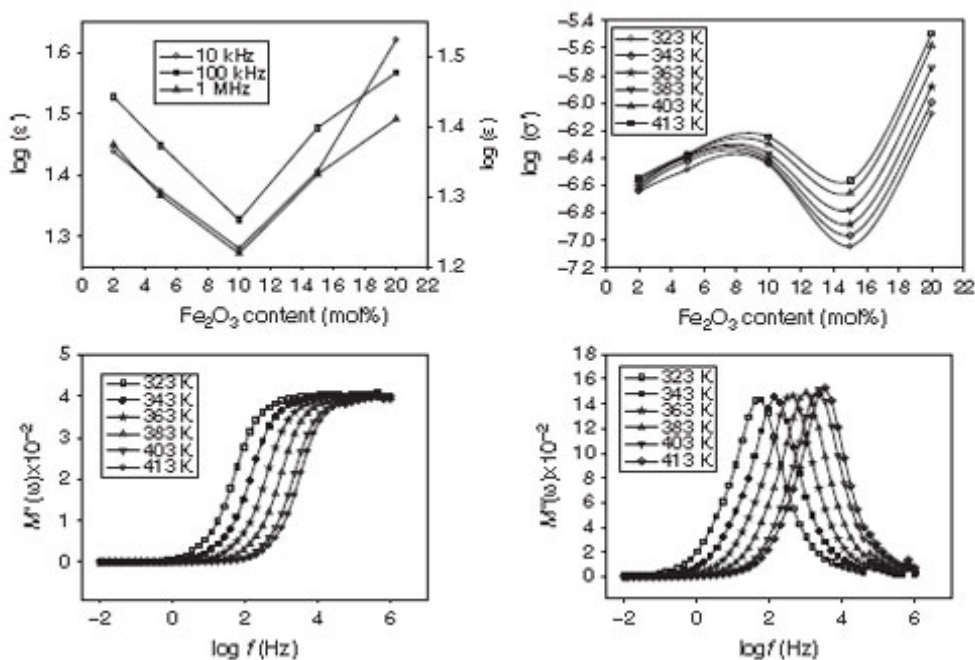 1.6
1.5
1.4
1.3
log (ε')
1.5
1.4
1.3
1.2
log (ε)
10 kHz
100 kHz
1 MHz
0 2 4 6 8 10 12 14 16 18 20 22
Fe₂O₃ content (mol%)
−5.4
−5.6
−5.8
−6.0
−6.2
−6.4
−6.6
−6.8
−7.0
−7.2
log (σ')
323 K
343 K
363 K
383 K
403 K
413 K
0 2 4 6 8 10 12 14 16 18 20 22
Fe₂O₃ content (mol%)
5
4
3
2
1
0
323 K
343 K
363 K
383 K
403 K
413 K
−2 0 2 4 6
log f (Hz)
18
16
14
12
10
8
6
4
2
0
323 K
343 K
363 K
383 K
403 K
413 K
M"(ω)×10⁻²
−2 0 2 4 6
log f (Hz)